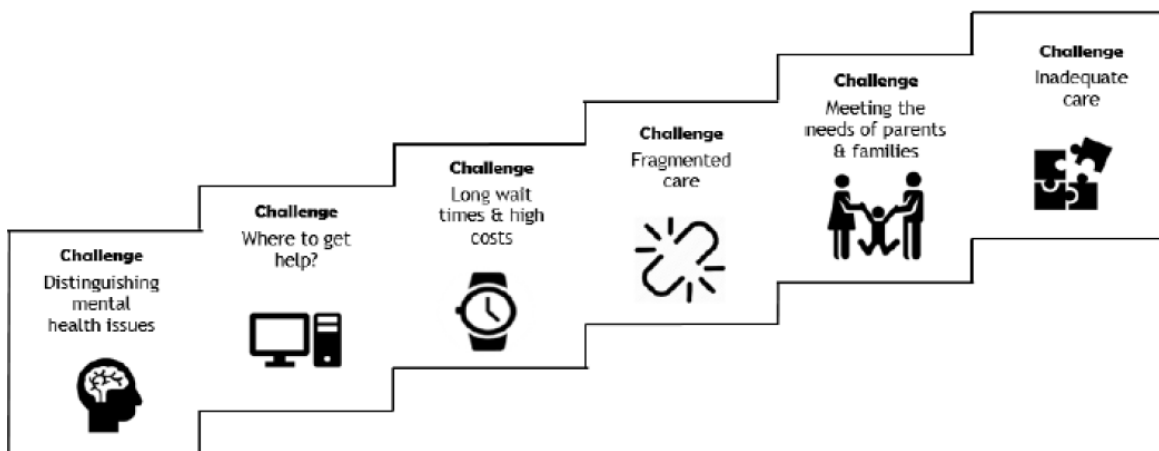 Challenge
Distinguishing
mental
health issues
Challenge
Where to get
help?
Challenge
Long wait
times & high
costs
Challenge
Fragmented
care
Challenge
Meeting the
needs of parents
& families
Challenge
Inadequate
care